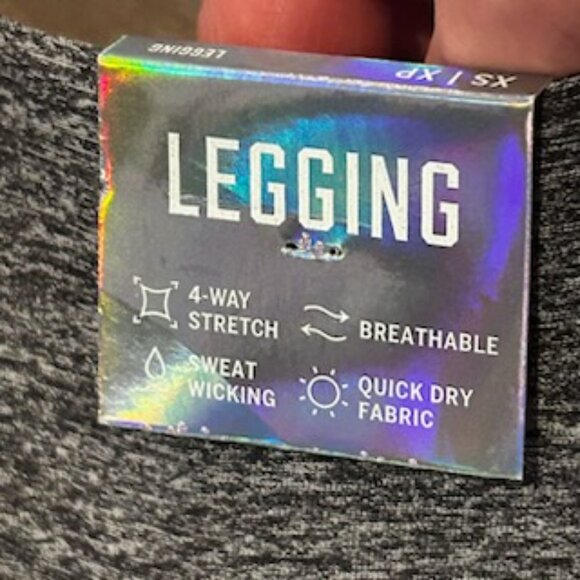 LEGGING
XS | XP
LEGGING
4-WAY
STRETCH
BREATHABLE
SWEAT
WICKING
QUICK DRY
FABRIC